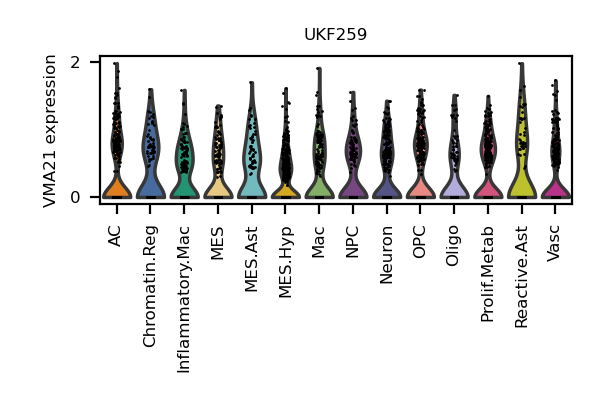 UKF259
VMA21 expression
2
0
AC
Chromatin.Reg
Inflammatory.Mac
MES
MES.Ast
MES.Hyp
Mac
NPC
Neuron
OPC
Oligo
Prolif.Metab
Reactive.Ast
Vasc